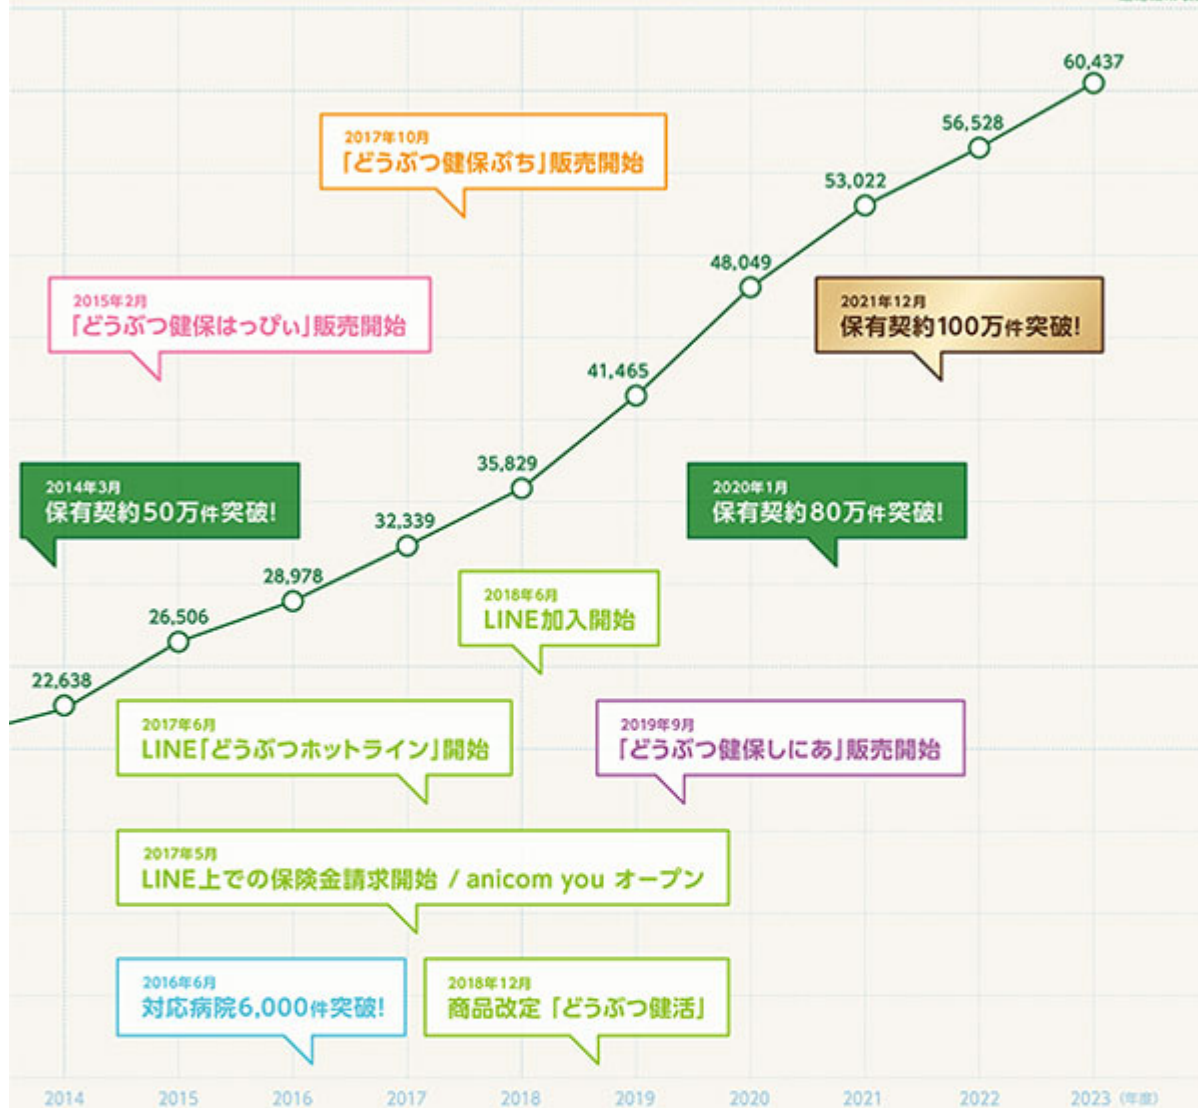 60,437
56,528
2017年10月
「どうぶつ健保ぷち」販売開始
53,022
48,049
2015年2月
「どうぶつ健保はっぴぃ」販売開始
2021年12月
保有契約100万件突破!
41,465
35,829
2014年3月
保有契約50万件突破!
2020年1月
保有契約80万件突破!
32,339
28,978
2018年6月
LINE加入開始
26,506
22,638
2017年6月
LINE「どうぶつホットライン」開始
2019年9月
「どうぶつ健保しにあ」販売開始
2017年5月
LINE上での保険金請求開始 / anicom you オープン
2016年6月
対応病院6,000件突破!
2018年12月
商品改定「どうぶつ健活」
2014 2015 2016 2017 2018 2019 2020 2021 2022 2023 (年度)